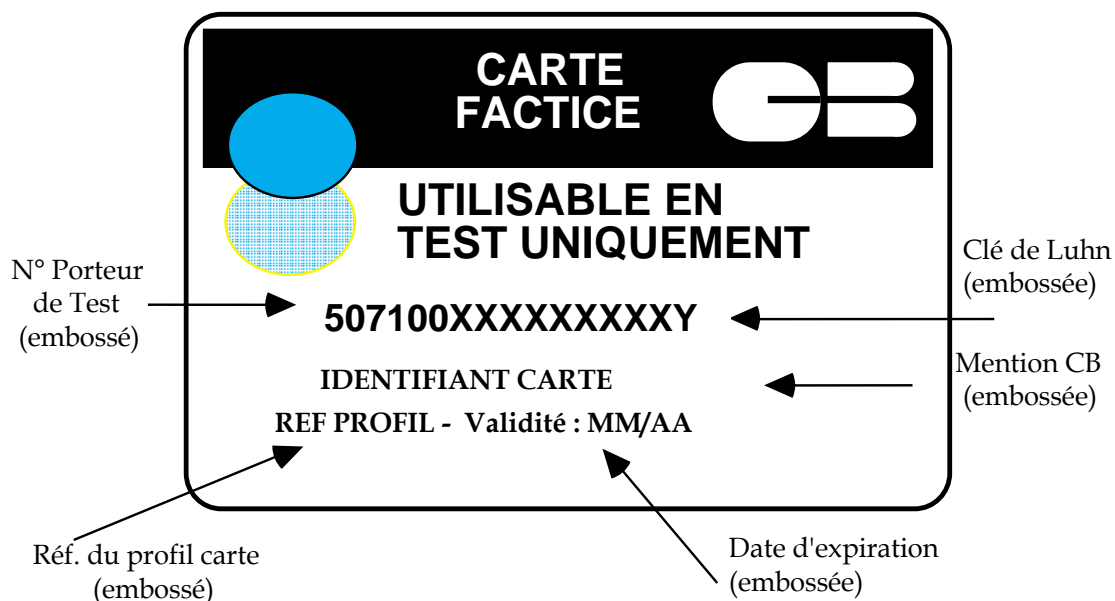 CARTE
FACTICE
CB
UTILISABLE EN
TEST UNIQUEMENT
N° Porteur
de Test
(embossé)
Clé de Luhn
(embossée)
507100XXXXXXXXXY
IDENTIFIANT CARTE
Mention CB
(embossée)
REF PROFIL - Validité : MM/AA
Réf. du profil carte
(embossé)
Date d'expiration
(embossée)